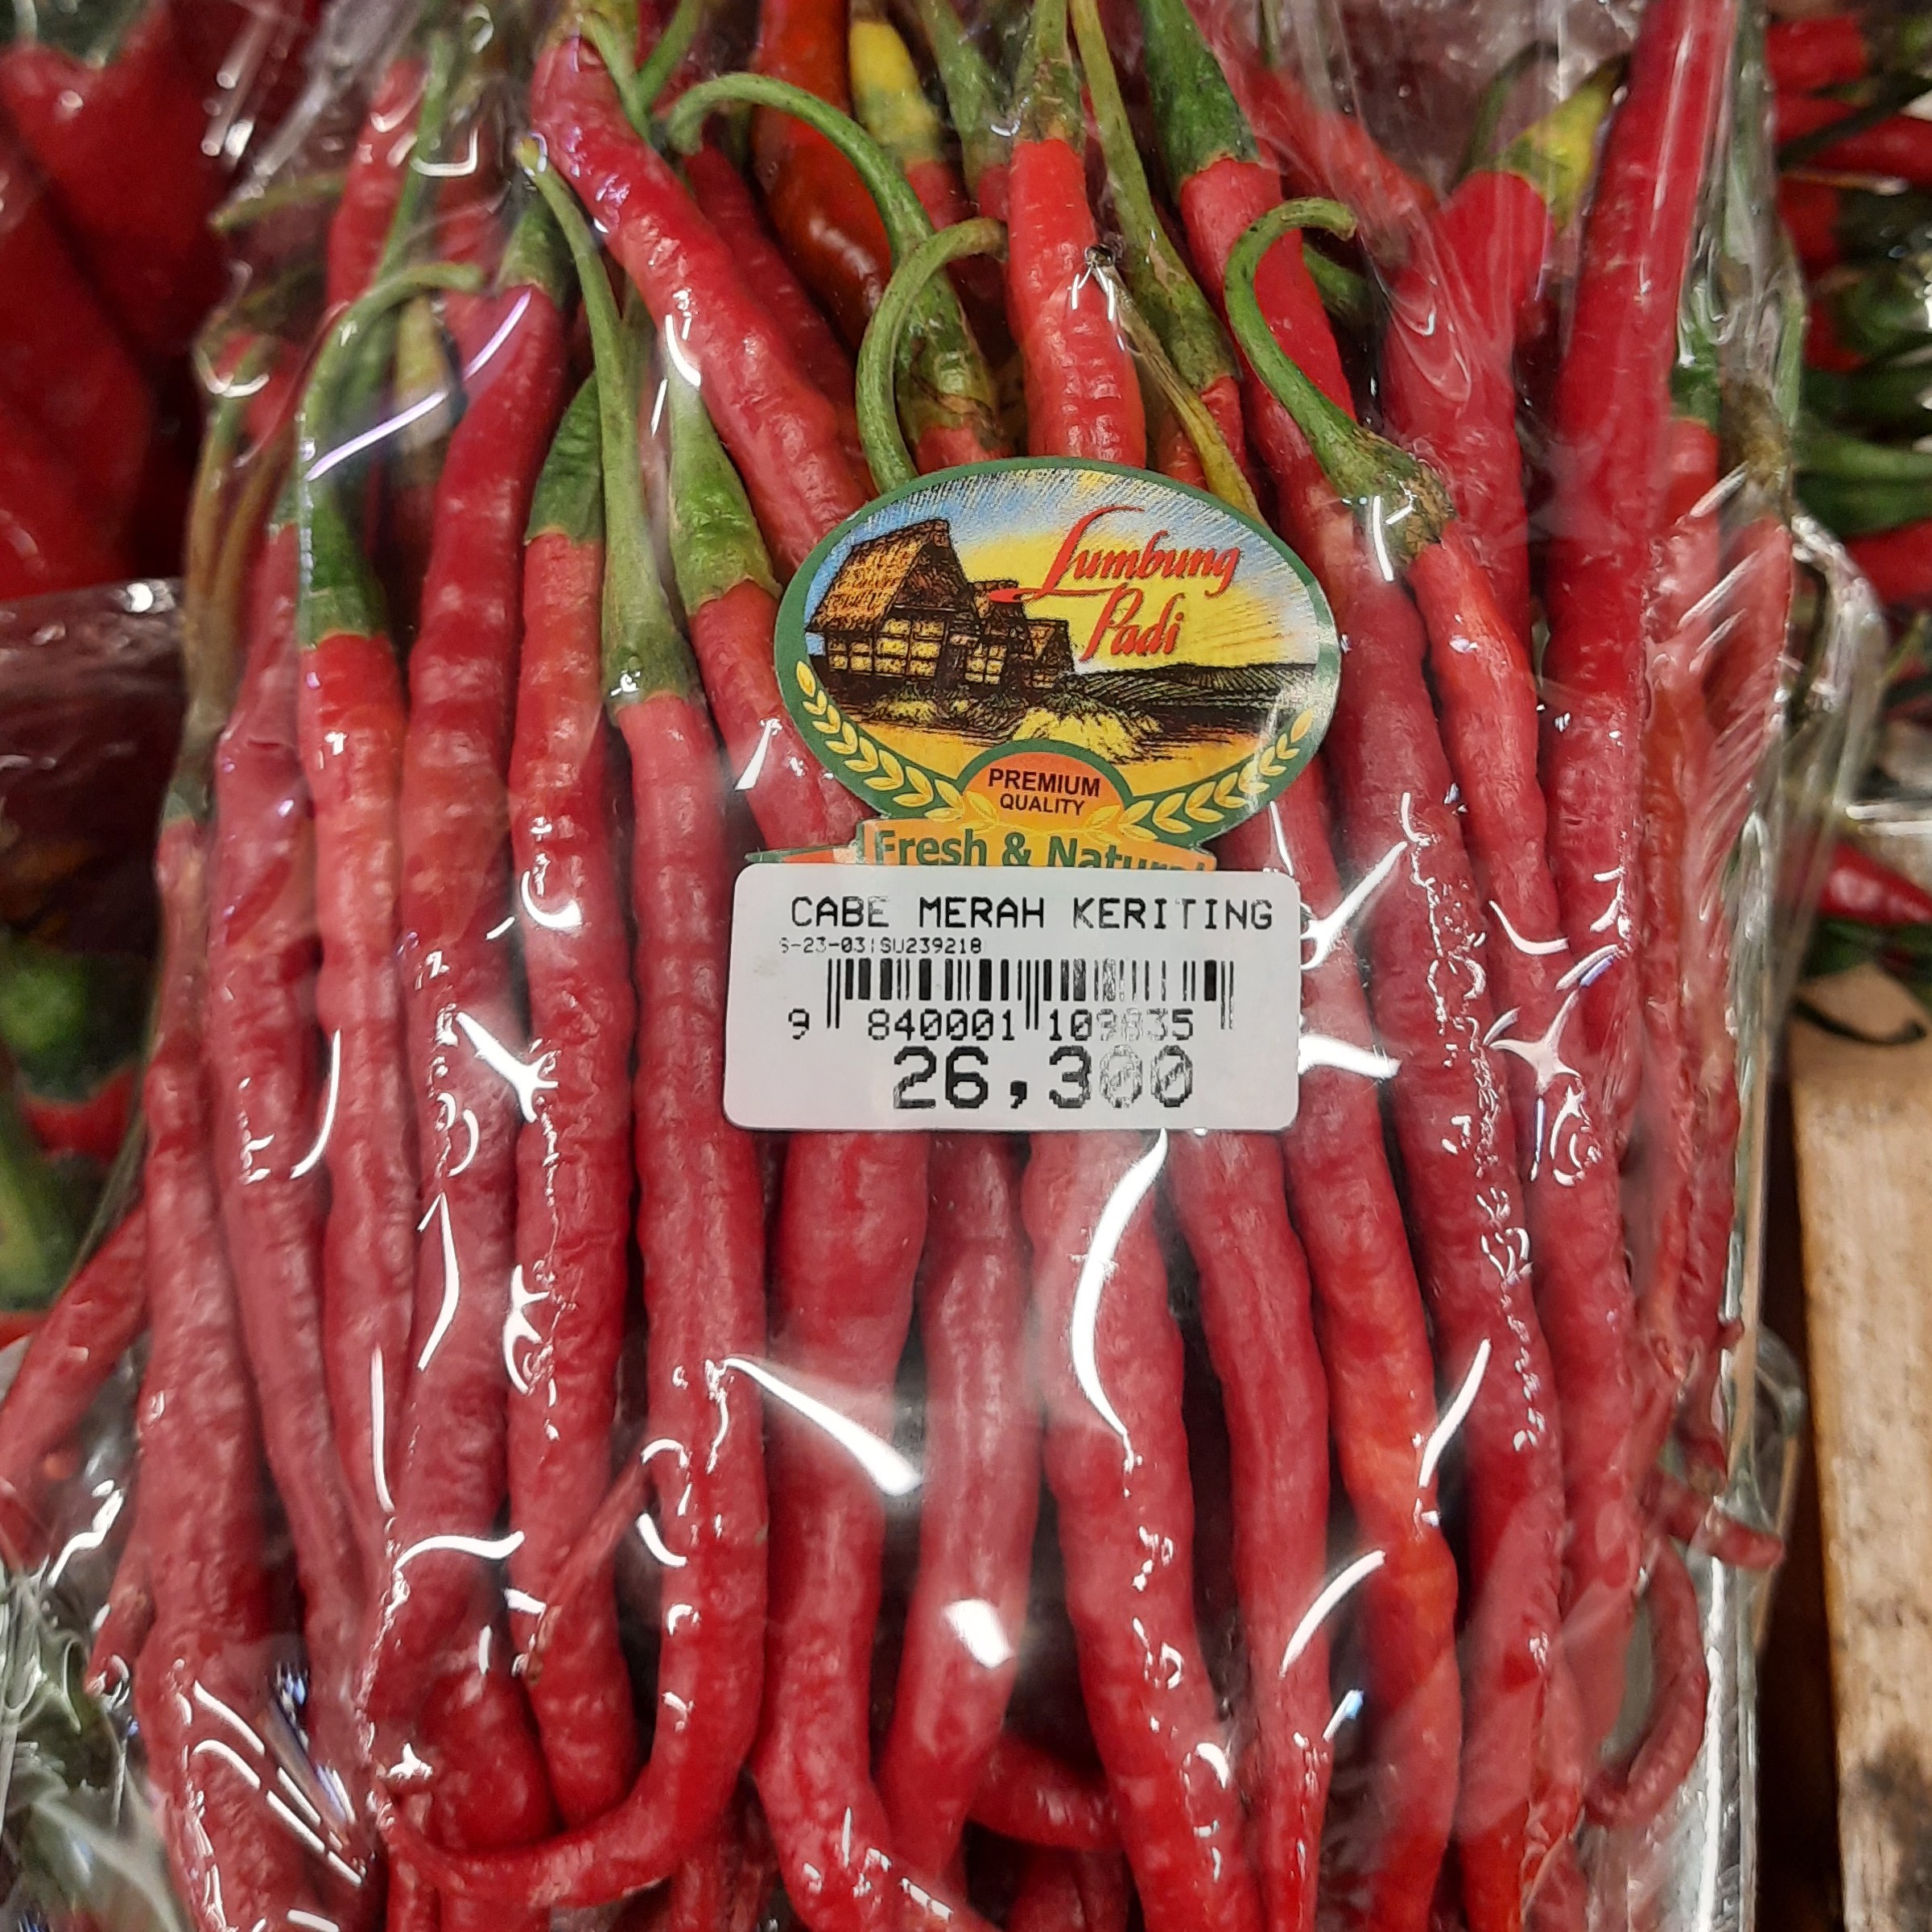 Lumbung
Padi
PREMIUM
QUALITY
Fresh & Natural
CABE MERAH KERITING
S-23-03|SU239218
9 840001 109835
26,300